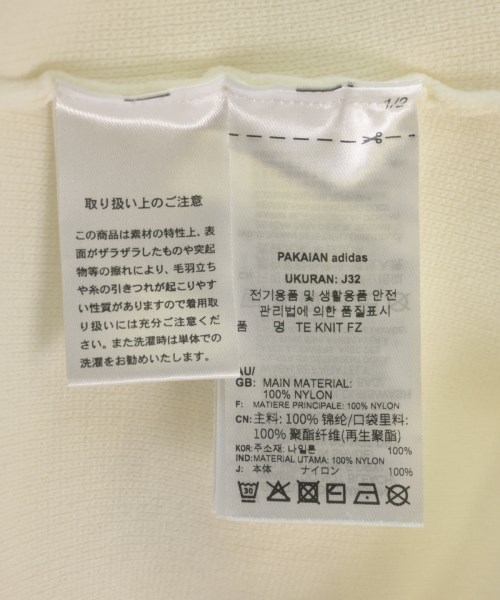 取り扱い上のご注意
この商品は素材の特性上、表
面がザラザラしたものや突起
物等の擦れにより、毛羽立ち
や糸の引きつれが起こりやす
い性質がありますので着用取
り扱いには充分ご注意くださ
い。また洗濯時は単体での
洗濯をお勧めいたします。
1/2
PAKAIAN adidas
UKURAN: J32
전기용품 및 생활용품 안전
관리법에 의한 품질표시
품 명 TE KNIT FZ
AU/
GB: MAIN MATERIAL:
100% NYLON
F: MATIERE PRINCIPALE: 100% NYLON
CN: 主料: 100% 锦纶/口袋里料:
100% 聚酯纤维(再生聚酯)
KOR: 주소재: 나일론 100%
IND: MATERIAL UTAMA: 100% NYLON
J: 本体 ナイロン 100%
30